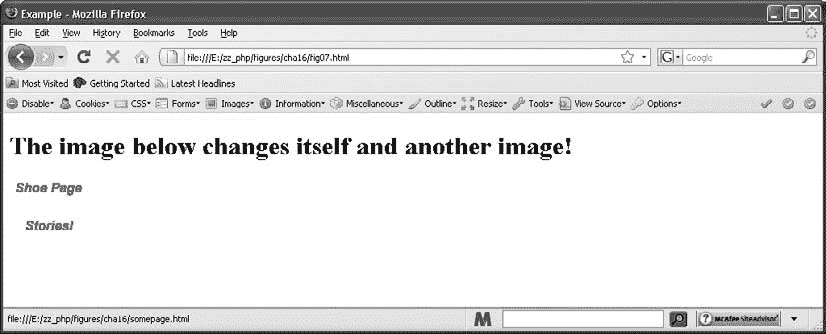 Example - Mozilla Firefox
File Edit View History Bookmarks Tools Help
file:///E:/zz_php/figures/cha16/fig07.html
G Google
Most Visited Getting Started Latest Headlines
Disable Cookies CSS Forms Images Information Miscellaneous Outline Resize Tools View Source Options
The image below changes itself and another image!
Shoe Page
Stories!
file:///E:/zz_php/figures/cha16/somepage.html
M McAfee SiteAdvisor